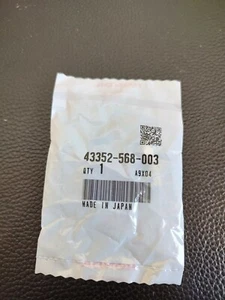 43352-568-003
QTY 1 A9X04
MADE IN JAPAN